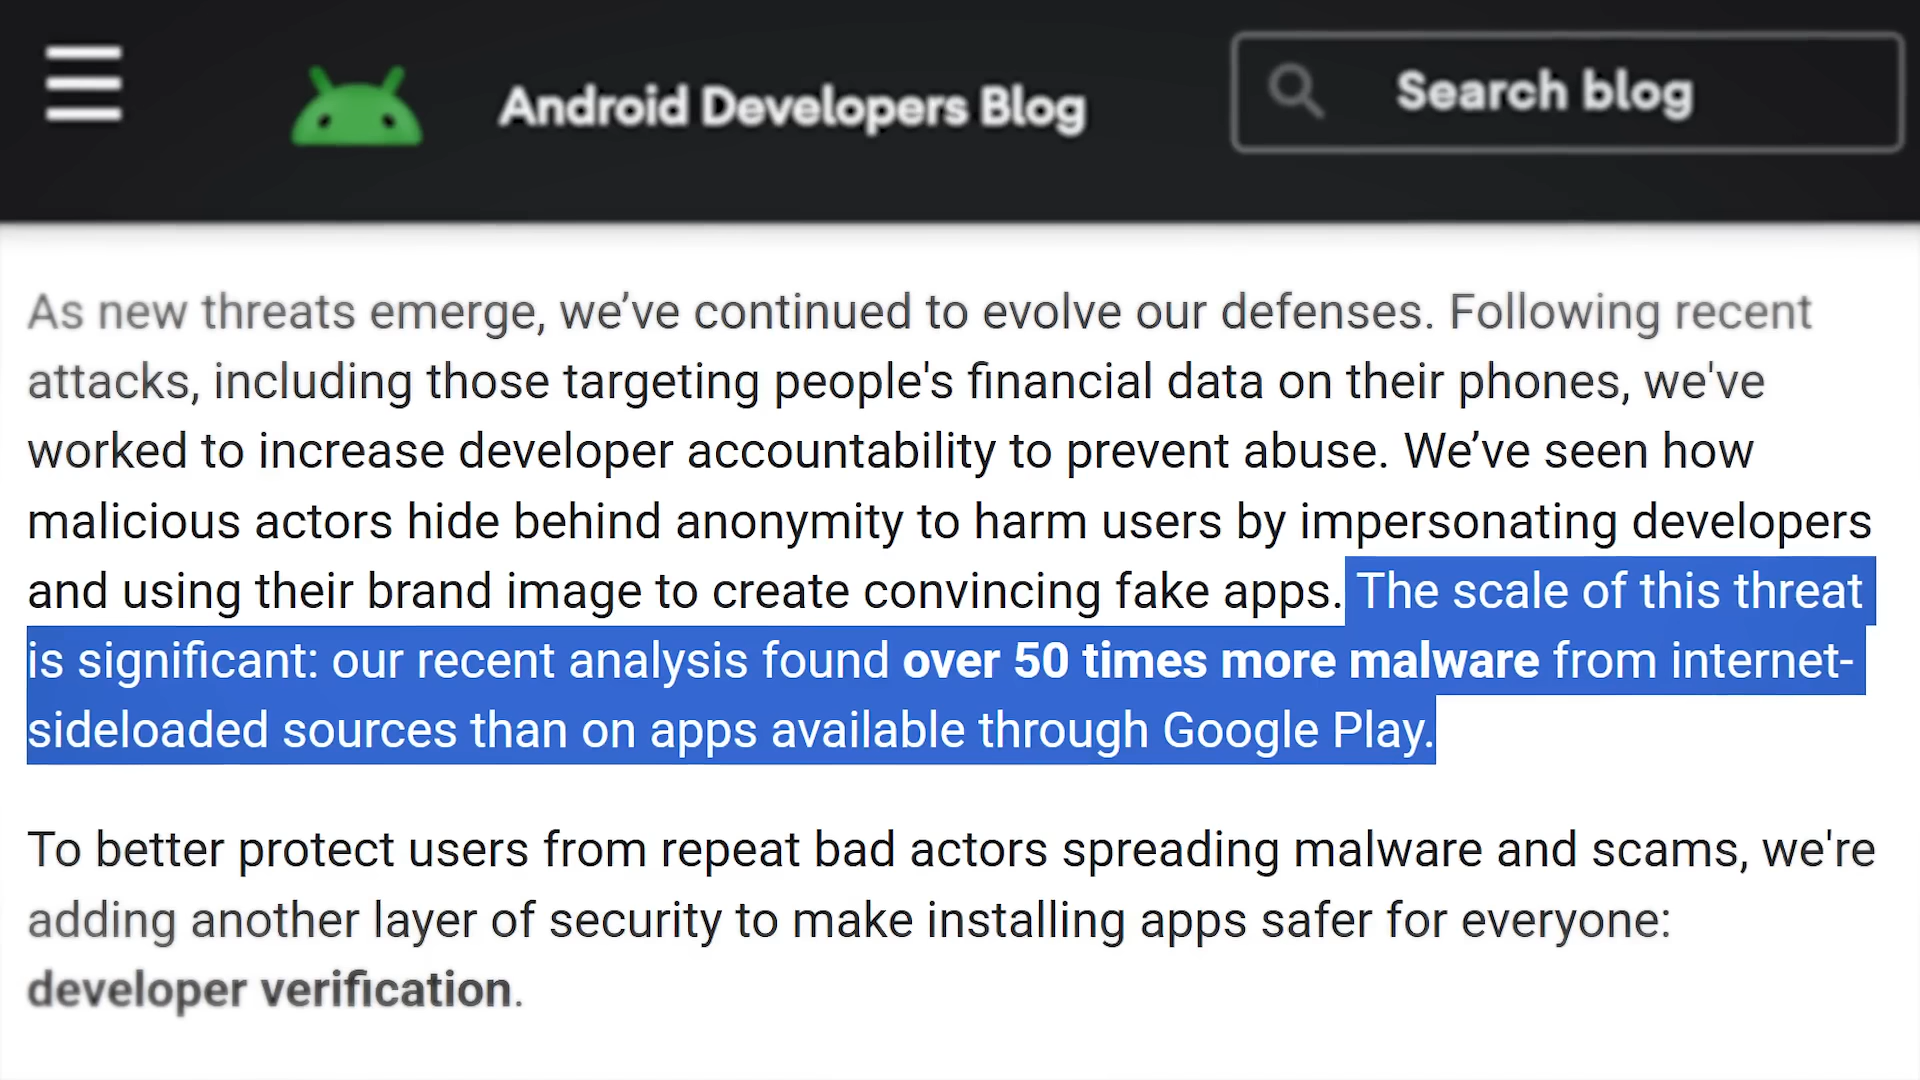 Android Developers Blog
Search blog
As new threats emerge, we’ve continued to evolve our defenses. Following recent
attacks, including those targeting people's financial data on their phones, we've
worked to increase developer accountability to prevent abuse. We’ve seen how
malicious actors hide behind anonymity to harm users by impersonating developers
and using their brand image to create convincing fake apps. The scale of this threat
is significant: our recent analysis found over 50 times more malware from internet-
sideloaded sources than on apps available through Google Play.
To better protect users from repeat bad actors spreading malware and scams, we're
adding another layer of security to make installing apps safer for everyone:
developer verification.